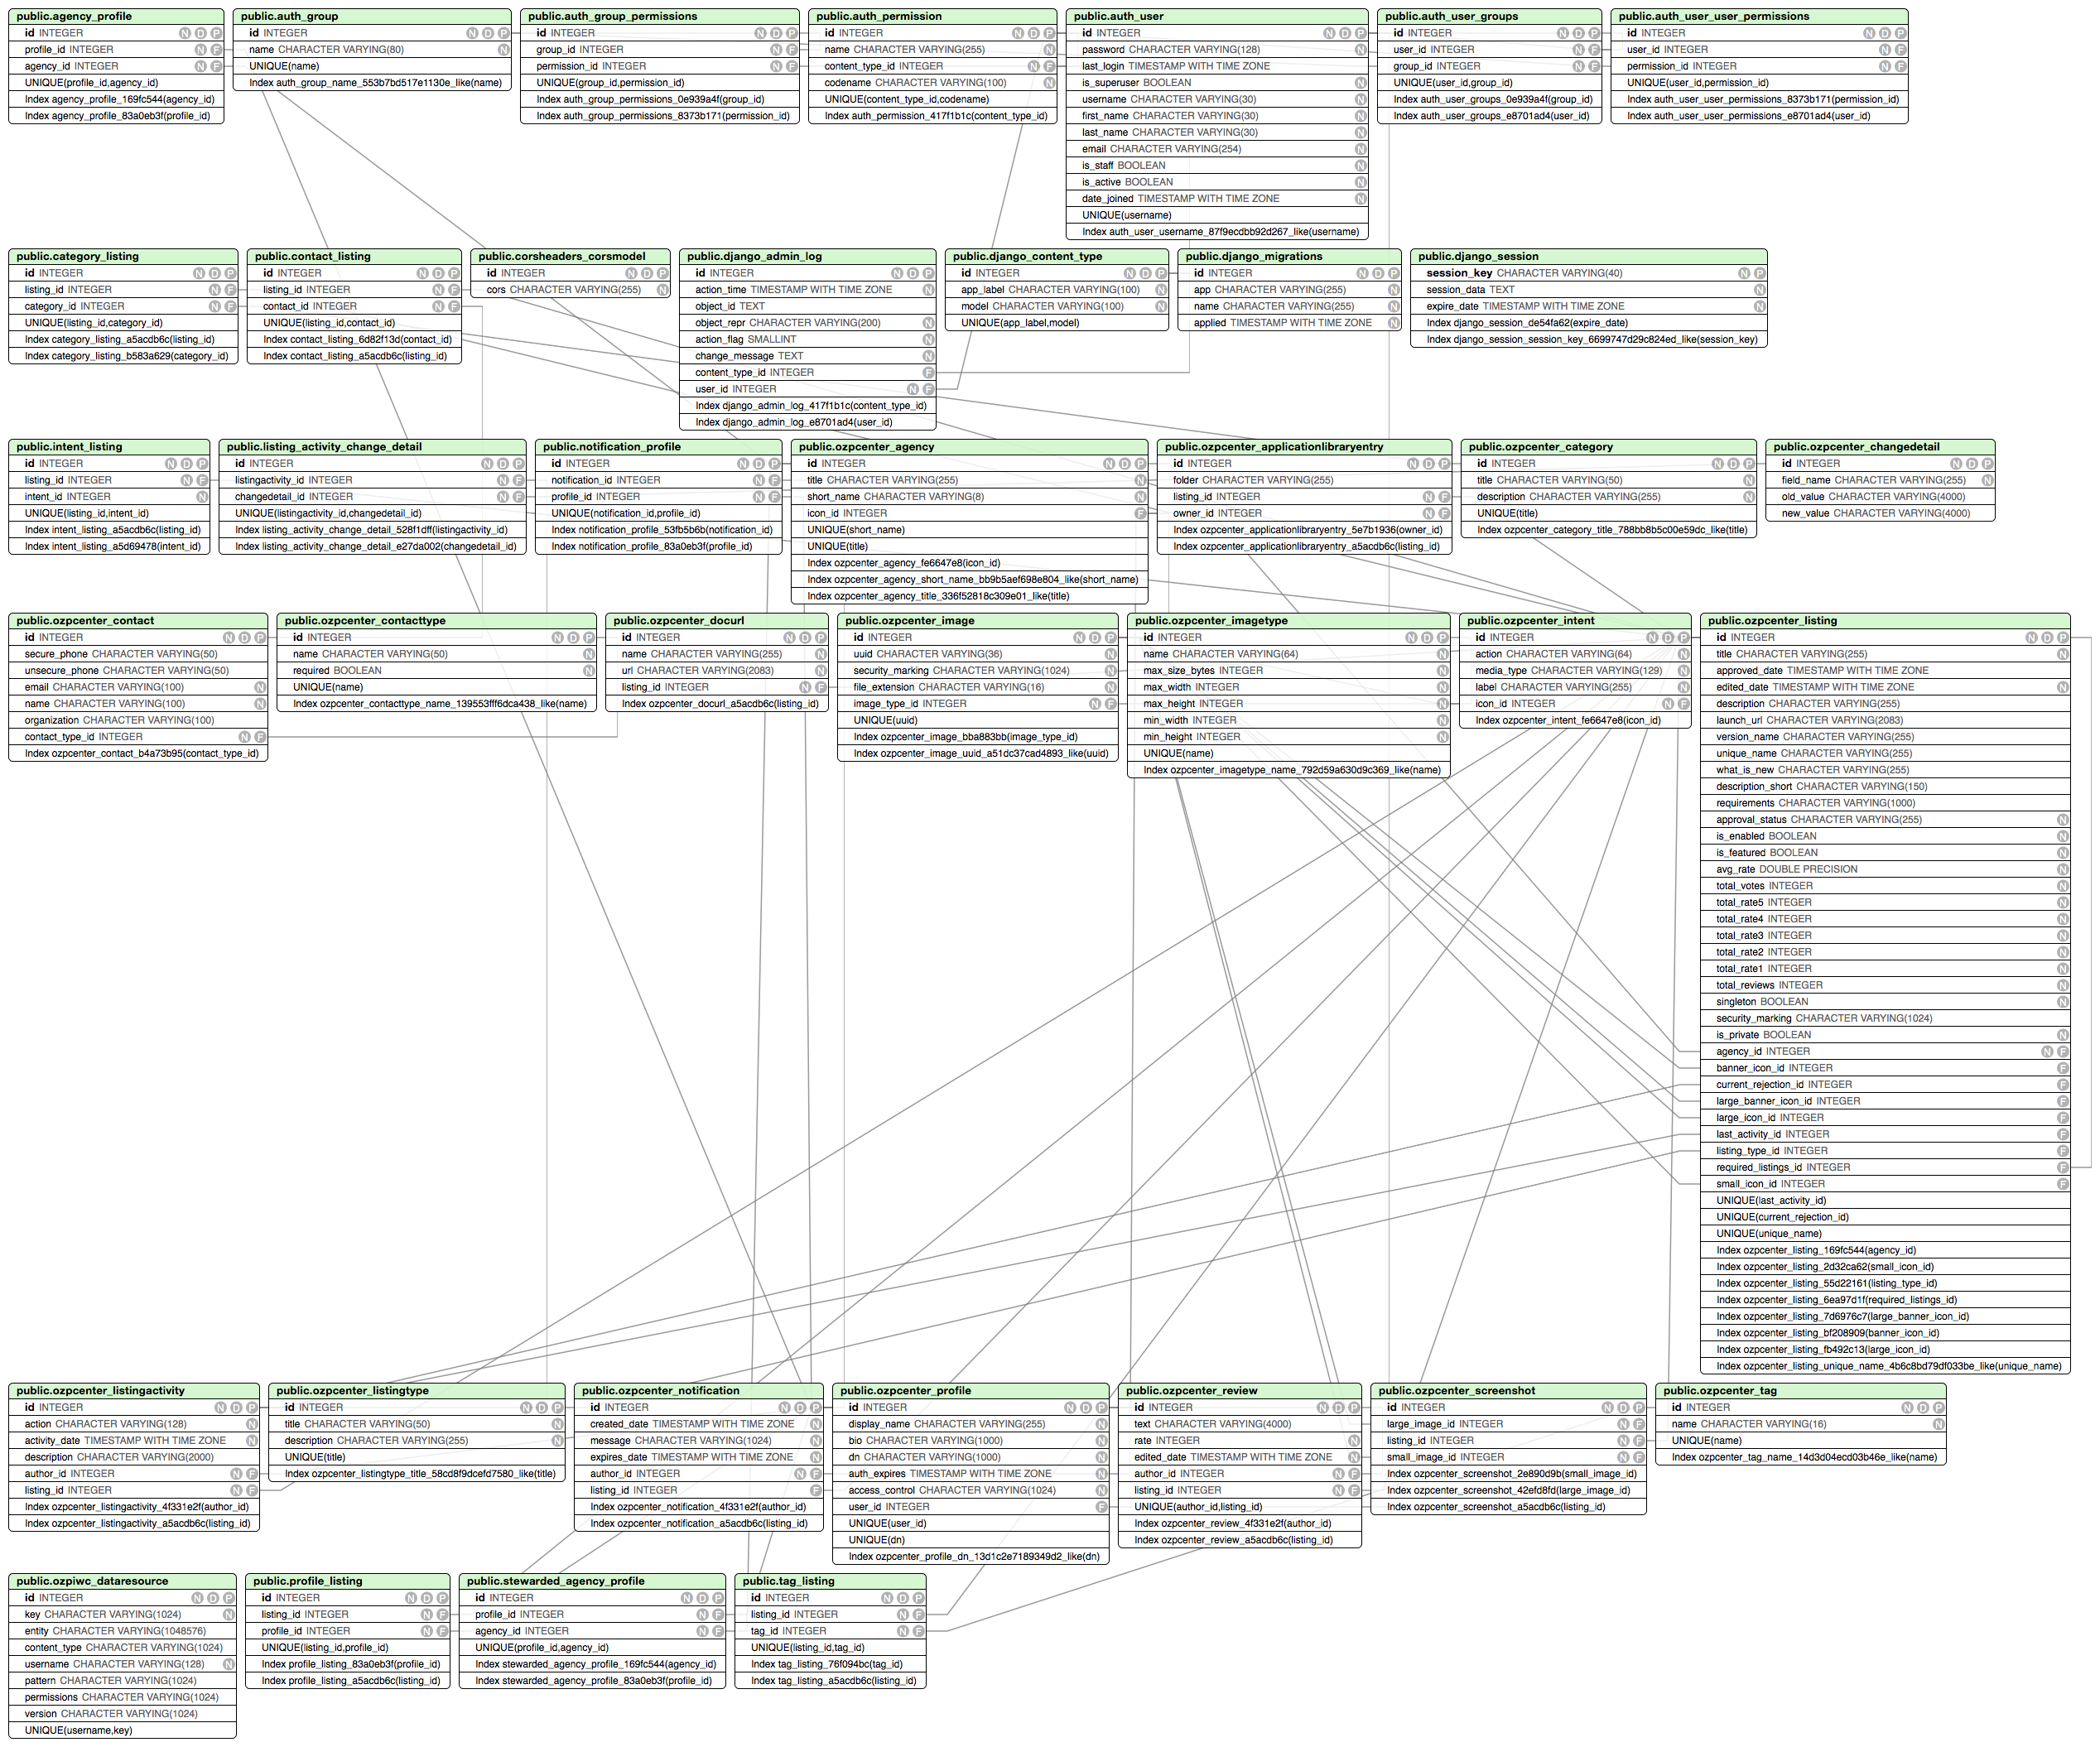 public.agency_profile
id INTEGER N D P
profile_id INTEGER N F
agency_id INTEGER N F
UNIQUE(profile_id,agency_id)
Index agency_profile_169fc544(agency_id)
Index agency_profile_83a0eb3f(profile_id)
public.auth_group
id INTEGER N D P
name CHARACTER VARYING(80) N
UNIQUE(name)
Index auth_group_name_553b7bd517e1130e_like(name)
public.auth_group_permissions
id INTEGER N D P
group_id INTEGER N F
permission_id INTEGER N F
UNIQUE(group_id,permission_id)
Index auth_group_permissions_0e939a4f(group_id)
Index auth_group_permissions_8373b171(permission_id)
public.auth_permission
id INTEGER N D P
name CHARACTER VARYING(255) N
content_type_id INTEGER N F
codename CHARACTER VARYING(100) N
UNIQUE(content_type_id,codename)
Index auth_permission_417f1b1c(content_type_id)
public.auth_user
id INTEGER N D P
password CHARACTER VARYING(128) N
last_login TIMESTAMP WITH TIME ZONE
is_superuser BOOLEAN N
username CHARACTER VARYING(30) N
first_name CHARACTER VARYING(30) N
last_name CHARACTER VARYING(30) N
email CHARACTER VARYING(254) N
is_staff BOOLEAN N
is_active BOOLEAN N
date_joined TIMESTAMP WITH TIME ZONE N
UNIQUE(username)
Index auth_user_username_87f9ecdbb92d267_like(username)
public.auth_user_groups
id INTEGER N D P
user_id INTEGER N F
group_id INTEGER N F
UNIQUE(user_id,group_id)
Index auth_user_groups_0e939a4f(group_id)
Index auth_user_groups_e8701ad4(user_id)
public.auth_user_user_permissions
id INTEGER N D P
user_id INTEGER N F
permission_id INTEGER N F
UNIQUE(user_id,permission_id)
Index auth_user_user_permissions_8373b171(permission_id)
Index auth_user_user_permissions_e8701ad4(user_id)
public.category_listing
id INTEGER N D P
listing_id INTEGER N F
category_id INTEGER N F
UNIQUE(listing_id,category_id)
Index category_listing_a5acdb6c(listing_id)
Index category_listing_b583a629(category_id)
public.contact_listing
id INTEGER N D P
listing_id INTEGER N F
contact_id INTEGER N F
UNIQUE(listing_id,contact_id)
Index contact_listing_6d82f13d(contact_id)
Index contact_listing_a5acdb6c(listing_id)
public.corsheaders_corsmodel
id INTEGER N D P
cors CHARACTER VARYING(255) N
public.django_admin_log
id INTEGER N D P
action_time TIMESTAMP WITH TIME ZONE N
object_id TEXT
object_repr CHARACTER VARYING(200) N
action_flag SMALLINT N
change_message TEXT N
content_type_id INTEGER F
user_id INTEGER N F
Index django_admin_log_417f1b1c(content_type_id)
Index django_admin_log_e8701ad4(user_id)
public.django_content_type
id INTEGER N D P
app_label CHARACTER VARYING(100) N
model CHARACTER VARYING(100) N
UNIQUE(app_label,model)
public.django_migrations
id INTEGER N D P
app CHARACTER VARYING(255) N
name CHARACTER VARYING(255) N
applied TIMESTAMP WITH TIME ZONE N
public.django_session
session_key CHARACTER VARYING(40) N P
session_data TEXT N
expire_date TIMESTAMP WITH TIME ZONE N
Index django_session_de54fa62(expire_date)
Index django_session_session_key_6699747d29c824ed_like(session_key)
public.intent_listing
id INTEGER N D P
listing_id INTEGER N F
intent_id INTEGER N
UNIQUE(listing_id,intent_id)
Index intent_listing_a5acdb6c(listing_id)
Index intent_listing_a5d69478(intent_id)
public.listing_activity_change_detail
id INTEGER N D P
listingactivity_id INTEGER N F
changedetail_id INTEGER N F
UNIQUE(listingactivity_id,changedetail_id)
Index listing_activity_change_detail_528f1dff(listingactivity_id)
Index listing_activity_change_detail_e27da002(changedetail_id)
public.notification_profile
id INTEGER N D P
notification_id INTEGER N F
profile_id INTEGER N F
UNIQUE(notification_id,profile_id)
Index notification_profile_53fb5b6b(notification_id)
Index notification_profile_83a0eb3f(profile_id)
public.ozpcenter_agency
id INTEGER N D P
title CHARACTER VARYING(255) N
short_name CHARACTER VARYING(8) N
icon_id INTEGER F
UNIQUE(short_name)
UNIQUE(title)
Index ozpcenter_agency_fe6647e8(icon_id)
Index ozpcenter_agency_short_name_bb9b5aef698e804_like(short_name)
Index ozpcenter_agency_title_336f52818c309e01_like(title)
public.ozpcenter_applicationlibraryentry
id INTEGER N D P
folder CHARACTER VARYING(255)
listing_id INTEGER N F
owner_id INTEGER N F
Index ozpcenter_applicationlibraryentry_5e7b1936(owner_id)
Index ozpcenter_applicationlibraryentry_a5acdb6c(listing_id)
public.ozpcenter_category
id INTEGER N D P
title CHARACTER VARYING(50) N
description CHARACTER VARYING(255) N
UNIQUE(title)
Index ozpcenter_category_title_788bb8b5c00e59dc_like(title)
public.ozpcenter_changedetail
id INTEGER N D P
field_name CHARACTER VARYING(255) N
old_value CHARACTER VARYING(4000)
new_value CHARACTER VARYING(4000)
public.ozpcenter_contact
id INTEGER N D P
secure_phone CHARACTER VARYING(50)
unsecure_phone CHARACTER VARYING(50)
email CHARACTER VARYING(100) N
name CHARACTER VARYING(100) N
organization CHARACTER VARYING(100)
contact_type_id INTEGER N F
Index ozpcenter_contact_b4a73b95(contact_type_id)
public.ozpcenter_contacttype
id INTEGER N D P
name CHARACTER VARYING(50) N
required BOOLEAN N
UNIQUE(name)
Index ozpcenter_contacttype_name_139553fff6dca438_like(name)
public.ozpcenter_docurl
id INTEGER N D P
name CHARACTER VARYING(255) N
url CHARACTER VARYING(2083) N
listing_id INTEGER N F
Index ozpcenter_docurl_a5acdb6c(listing_id)
public.ozpcenter_image
id INTEGER N D P
uuid CHARACTER VARYING(36) N
security_marking CHARACTER VARYING(1024) N
file_extension CHARACTER VARYING(16) N
image_type_id INTEGER N F
UNIQUE(uuid)
Index ozpcenter_image_bba883bb(image_type_id)
Index ozpcenter_image_uuid_a51dc37cad4893_like(uuid)
public.ozpcenter_imagetype
id INTEGER N D P
name CHARACTER VARYING(64) N
max_size_bytes INTEGER N
max_width INTEGER N
max_height INTEGER N
min_width INTEGER N
min_height INTEGER N
UNIQUE(name)
Index ozpcenter_imagetype_name_792d59a630d9c369_like(name)
public.ozpcenter_intent
id INTEGER N D P
action CHARACTER VARYING(64) N
media_type CHARACTER VARYING(129) N
label CHARACTER VARYING(255) N
icon_id INTEGER N F
Index ozpcenter_intent_fe6647e8(icon_id)
public.ozpcenter_listing
id INTEGER N D P
title CHARACTER VARYING(255) N
approved_date TIMESTAMP WITH TIME ZONE
edited_date TIMESTAMP WITH TIME ZONE N
description CHARACTER VARYING(255)
launch_url CHARACTER VARYING(2083)
version_name CHARACTER VARYING(255)
unique_name CHARACTER VARYING(255)
what_is_new CHARACTER VARYING(255)
description_short CHARACTER VARYING(150)
requirements CHARACTER VARYING(1000)
approval_status CHARACTER VARYING(255) N
is_enabled BOOLEAN N
is_featured BOOLEAN N
avg_rate DOUBLE PRECISION N
total_votes INTEGER N
total_rate5 INTEGER N
total_rate4 INTEGER N
total_rate3 INTEGER N
total_rate2 INTEGER N
total_rate1 INTEGER N
total_reviews INTEGER N
singleton BOOLEAN N
security_marking CHARACTER VARYING(1024)
is_private BOOLEAN N
agency_id INTEGER N F
banner_icon_id INTEGER F
current_rejection_id INTEGER F
large_banner_icon_id INTEGER F
large_icon_id INTEGER F
last_activity_id INTEGER F
listing_type_id INTEGER F
required_listings_id INTEGER F
small_icon_id INTEGER F
UNIQUE(last_activity_id)
UNIQUE(current_rejection_id)
UNIQUE(unique_name)
Index ozpcenter_listing_169fc544(agency_id)
Index ozpcenter_listing_2d32ca62(small_icon_id)
Index ozpcenter_listing_55d22161(listing_type_id)
Index ozpcenter_listing_6ea97d1f(required_listings_id)
Index ozpcenter_listing_7d6976c7(large_banner_icon_id)
Index ozpcenter_listing_bf208909(banner_icon_id)
Index ozpcenter_listing_fb492c13(large_icon_id)
Index ozpcenter_listing_unique_name_4b6c8bd79df033be_like(unique_name)
public.ozpcenter_listingactivity
id INTEGER N D P
action CHARACTER VARYING(128) N
activity_date TIMESTAMP WITH TIME ZONE N
description CHARACTER VARYING(2000)
author_id INTEGER N F
listing_id INTEGER N F
Index ozpcenter_listingactivity_4f331e2f(author_id)
Index ozpcenter_listingactivity_a5acdb6c(listing_id)
public.ozpcenter_listingtype
id INTEGER N D P
title CHARACTER VARYING(50) N
description CHARACTER VARYING(255) N
UNIQUE(title)
Index ozpcenter_listingtype_title_58cd8f9dcefd7580_like(title)
public.ozpcenter_notification
id INTEGER N D P
created_date TIMESTAMP WITH TIME ZONE N
message CHARACTER VARYING(1024) N
expires_date TIMESTAMP WITH TIME ZONE N
author_id INTEGER N F
listing_id INTEGER F
Index ozpcenter_notification_4f331e2f(author_id)
Index ozpcenter_notification_a5acdb6c(listing_id)
public.ozpcenter_profile
id INTEGER N D P
display_name CHARACTER VARYING(255) N
bio CHARACTER VARYING(1000) N
dn CHARACTER VARYING(1000) N
auth_expires TIMESTAMP WITH TIME ZONE N
access_control CHARACTER VARYING(1024) N
user_id INTEGER F
UNIQUE(user_id)
UNIQUE(dn)
Index ozpcenter_profile_dn_13d1c2e7189349d2_like(dn)
public.ozpcenter_review
id INTEGER N D P
text CHARACTER VARYING(4000)
rate INTEGER N
edited_date TIMESTAMP WITH TIME ZONE N
author_id INTEGER N F
listing_id INTEGER N F
UNIQUE(author_id,listing_id)
Index ozpcenter_review_4f331e2f(author_id)
Index ozpcenter_review_a5acdb6c(listing_id)
public.ozpcenter_screenshot
id INTEGER N D P
large_image_id INTEGER N F
listing_id INTEGER N F
small_image_id INTEGER N F
Index ozpcenter_screenshot_2e890d9b(small_image_id)
Index ozpcenter_screenshot_42efd8fd(large_image_id)
Index ozpcenter_screenshot_a5acdb6c(listing_id)
public.ozpcenter_tag
id INTEGER N D P
name CHARACTER VARYING(16) N
UNIQUE(name)
Index ozpcenter_tag_name_14d3d04ecd03b46e_like(name)
public.ozpiwc_dataresource
id INTEGER N D P
key CHARACTER VARYING(1024) N
entity CHARACTER VARYING(1048576)
content_type CHARACTER VARYING(1024)
username CHARACTER VARYING(128) N
pattern CHARACTER VARYING(1024)
permissions CHARACTER VARYING(1024)
version CHARACTER VARYING(1024)
UNIQUE(username,key)
public.profile_listing
id INTEGER N D P
listing_id INTEGER N F
profile_id INTEGER N F
UNIQUE(listing_id,profile_id)
Index profile_listing_83a0eb3f(profile_id)
Index profile_listing_a5acdb6c(listing_id)
public.stewarded_agency_profile
id INTEGER N D P
profile_id INTEGER N F
agency_id INTEGER N F
UNIQUE(profile_id,agency_id)
Index stewarded_agency_profile_169fc544(agency_id)
Index stewarded_agency_profile_83a0eb3f(profile_id)
public.tag_listing
id INTEGER N D P
listing_id INTEGER N F
tag_id INTEGER N F
UNIQUE(listing_id,tag_id)
Index tag_listing_76f094bc(tag_id)
Index tag_listing_a5acdb6c(listing_id)